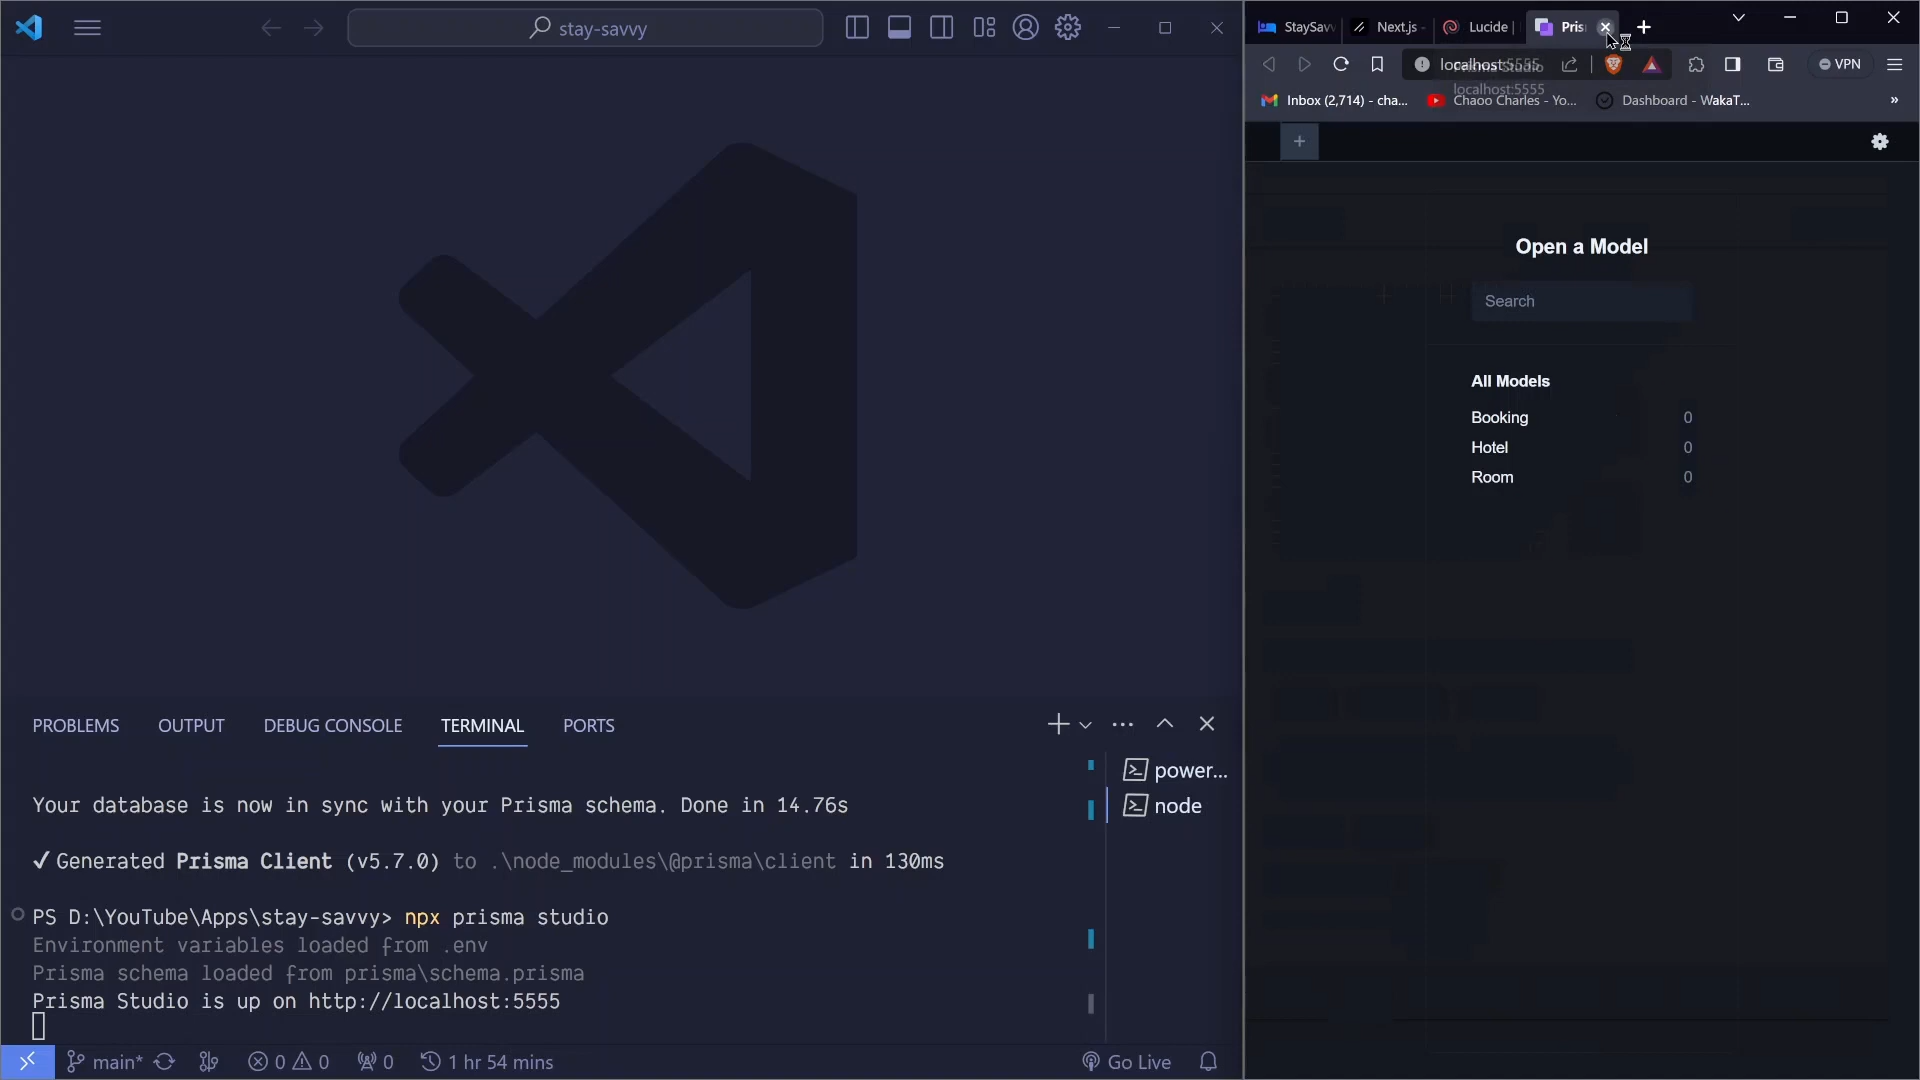 stay-savvy
PROBLEMS OUTPUT DEBUG CONSOLE TERMINAL PORTS
power...
node
Your database is now in sync with your Prisma schema. Done in 14.76s
✓Generated Prisma Client (v5.7.0) to .\node_modules\@prisma\client in 130ms
PS D:\YouTube\Apps\stay-savvy> npx prisma studio
Environment variables loaded from .env
Prisma schema loaded from prisma\schema.prisma
Prisma Studio is up on http://localhost:5555
main* 0 0 0 1 hr 54 mins Go Live
StaySavv Next.js - Lucide | Pris
localhost:5555 VPN
Prisma Studio
localhost:5555
Inbox (2,714) - cha... Chaoo Charles - Yo... Dashboard - WakaT... »
+
Open a Model
Search
All Models
Booking 0
Hotel 0
Room 0